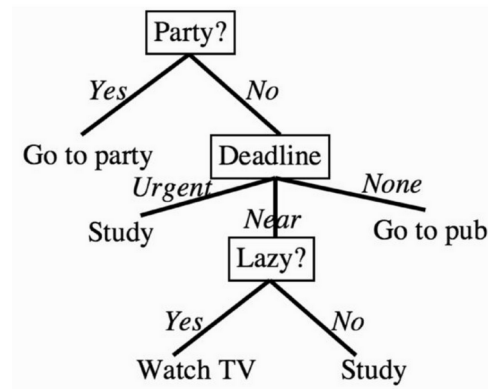 Party?
Yes
No
Go to party
Deadline
Urgent
None
Study
Near
Go to pub
Lazy?
Yes
No
Watch TV
Study